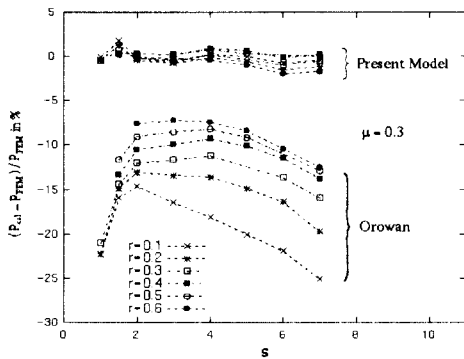 5
0
-5
-10
-15
-20
-25
-30
0 2 4 6 8 10
(P_cal - P_FEM) / P_FEM in %
s
Present Model
μ = 0.3
Orowan
r=0.1
r=0.2
r=0.3
r=0.4
r=0.5
r=0.6